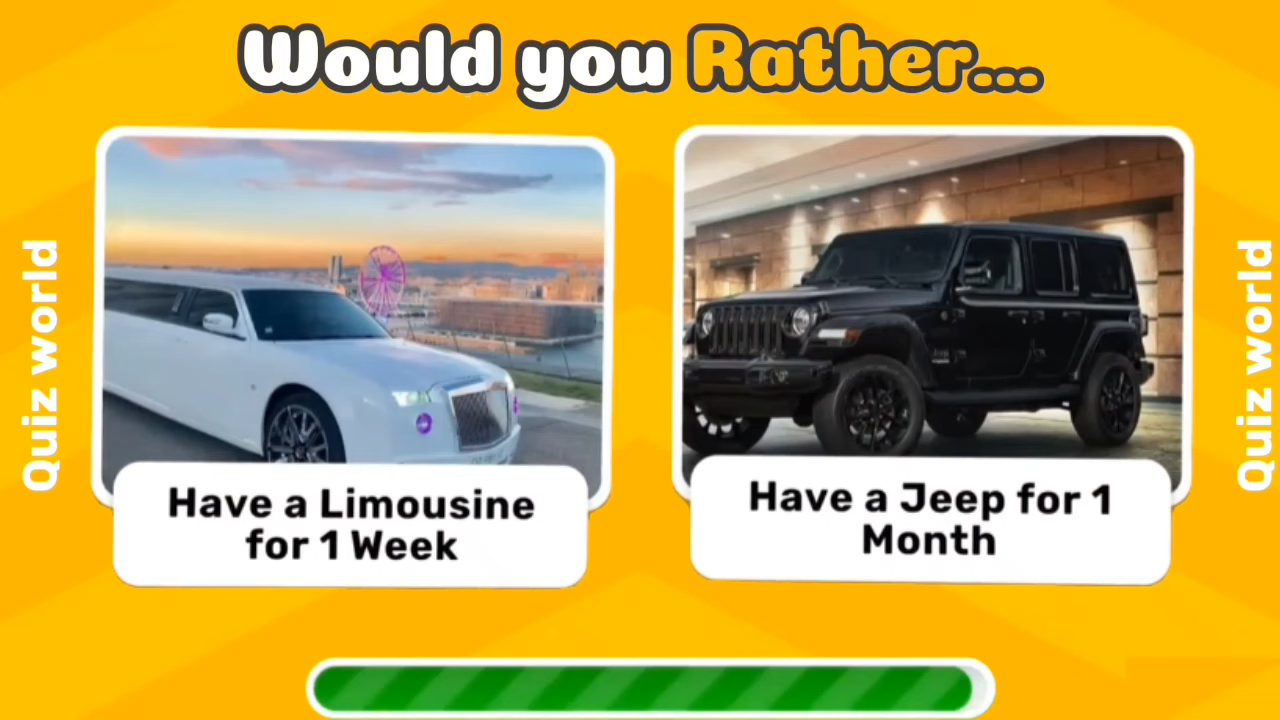 Would you Rather...
Quiz world
Have a Limousine
for 1 Week
Have a Jeep for 1
Month
Quiz world